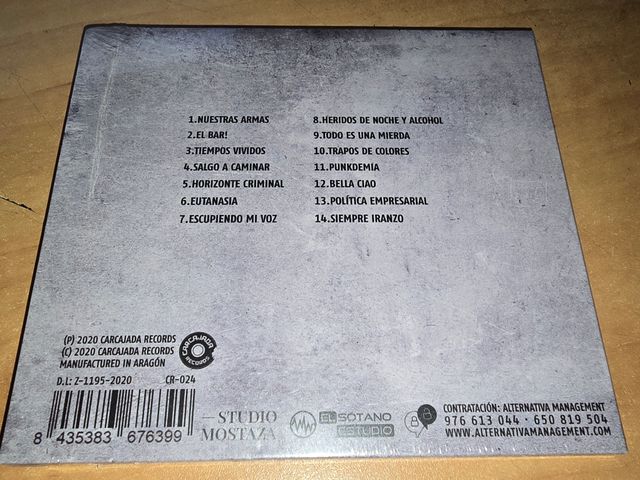 1.NUESTRAS ARMAS
2.EL BAR!
3.TIEMPOS VIVIDOS
4.SALGO A CAMINAR
5.HORIZONTE CRIMINAL
6.EUTANASIA
7.ESCUPIENDO MI VOZ
8.HERIDOS DE NOCHE Y ALCOHOL
9.TODO ES UNA MIERDA
10.TRAPOS DE COLORES
11.PUNKDEMIA
12.BELLA CIAO
13.POLÍTICA EMPRESARIAL
14.SIEMPRE IRANZO
(P) 2020 CARCAJADA RECORDS
(C) 2020 CARCAJADA RECORDS
MANUFACTURED IN ARAGÓN
CARCAJADA
RECORDS
D.L: Z-1195-2020 CR-024
8 435383 676399
— STUDIO
MOSTAZA
EL SÓTANO
ESTUDIO
CONTRATACIÓN: ALTERNATIVA MANAGEMENT
976 613 044 · 650 819 504
WWW.ALTERNATIVAMANAGEMENT.COM